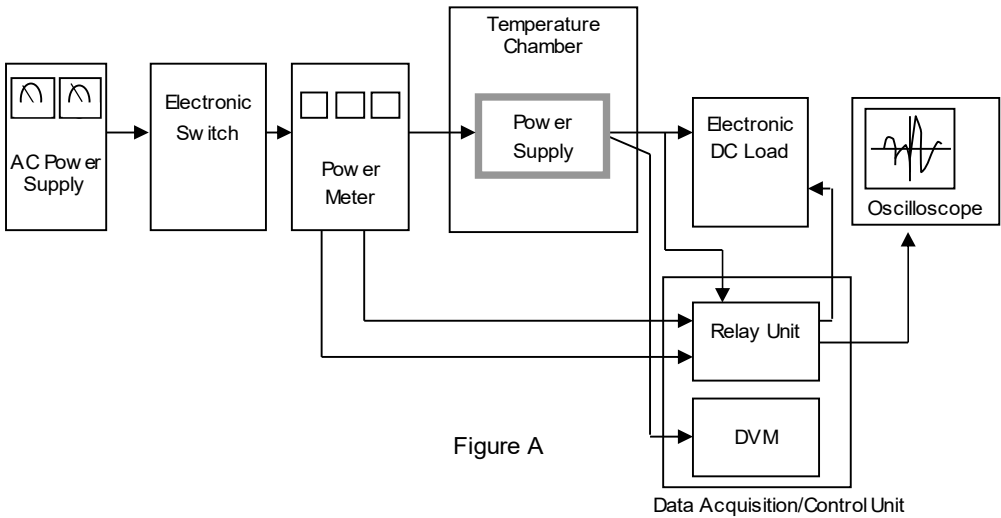 Temperature
Chamber
Electronic
Switch
Power
Supply
Electronic
DC Load
AC Power
Supply
Power
Meter
Oscilloscope
Relay Unit
DVM
Figure A
Data Acquisition/Control Unit